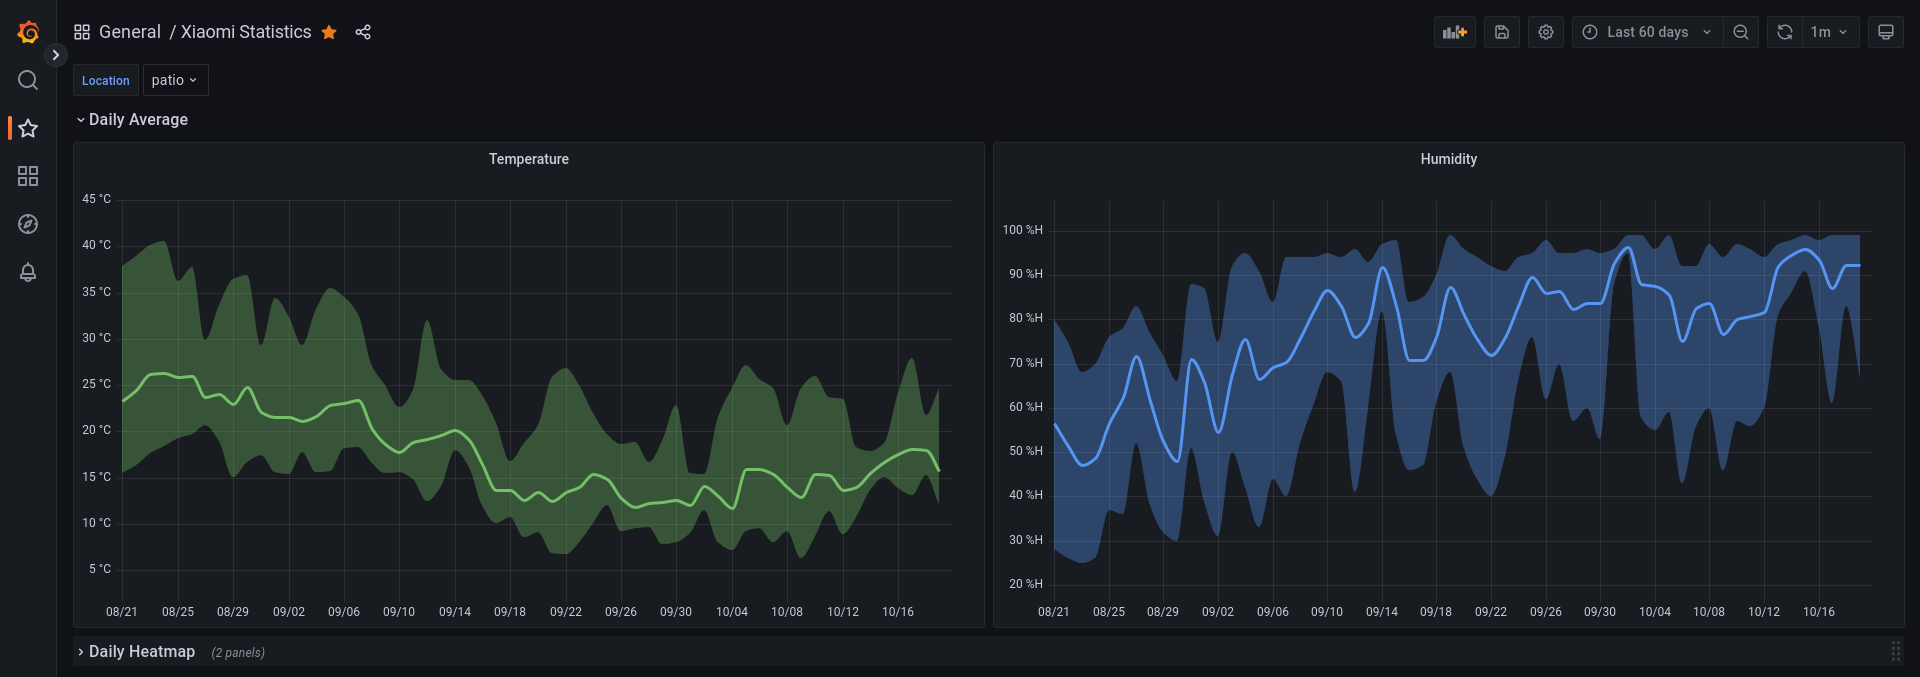 General / Xiaomi Statistics
Last 60 days
1m
Location
patio
Daily Average
Temperature
45 °C
40 °C
35 °C
30 °C
25 °C
20 °C
15 °C
10 °C
5 °C
08/21 08/25 08/29 09/02 09/06 09/10 09/14 09/18 09/22 09/26 09/30 10/04 10/08 10/12 10/16
Humidity
100 %H
90 %H
80 %H
70 %H
60 %H
50 %H
40 %H
30 %H
20 %H
08/21 08/25 08/29 09/02 09/06 09/10 09/14 09/18 09/22 09/26 09/30 10/04 10/08 10/12 10/16
Daily Heatmap (2 panels)